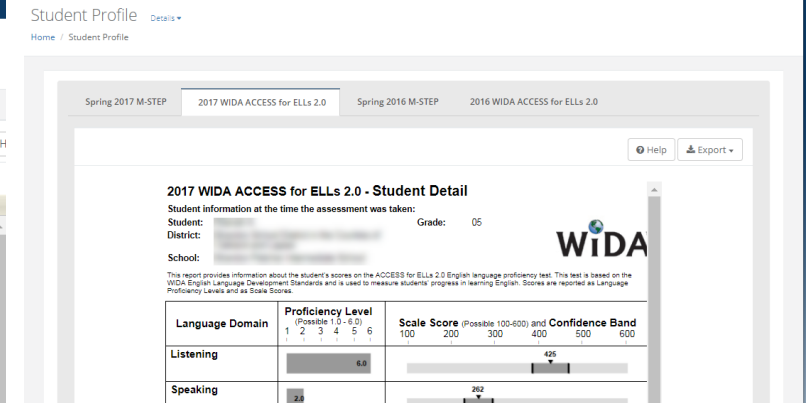 Student Profile Details
Home / Student Profile
Spring 2017 M-STEP 2017 WIDA ACCESS for ELLs 2.0 Spring 2016 M-STEP 2016 WIDA ACCESS for ELLs 2.0
Help Export
2017 WIDA ACCESS for ELLs 2.0 - Student Detail
Student information at the time the assessment was taken:
Student: Grade: 05
District:
School:
WIDA
This report provides information about the student's scores on the ACCESS for ELLs 2.0 English language proficiency test. This test is based on the
WIDA English Language Development Standards and is used to measure students' progress in learning English. Scores are reported as Language
Proficiency Levels and as Scale Scores.
Language Domain
Proficiency Level
(Possible 1.0 - 6.0)
1 2 3 4 5 6
Scale Score (Possible 100-600) and Confidence Band
100 200 300 400 500 600
Listening
6.0
425
Speaking
2.0
262
H